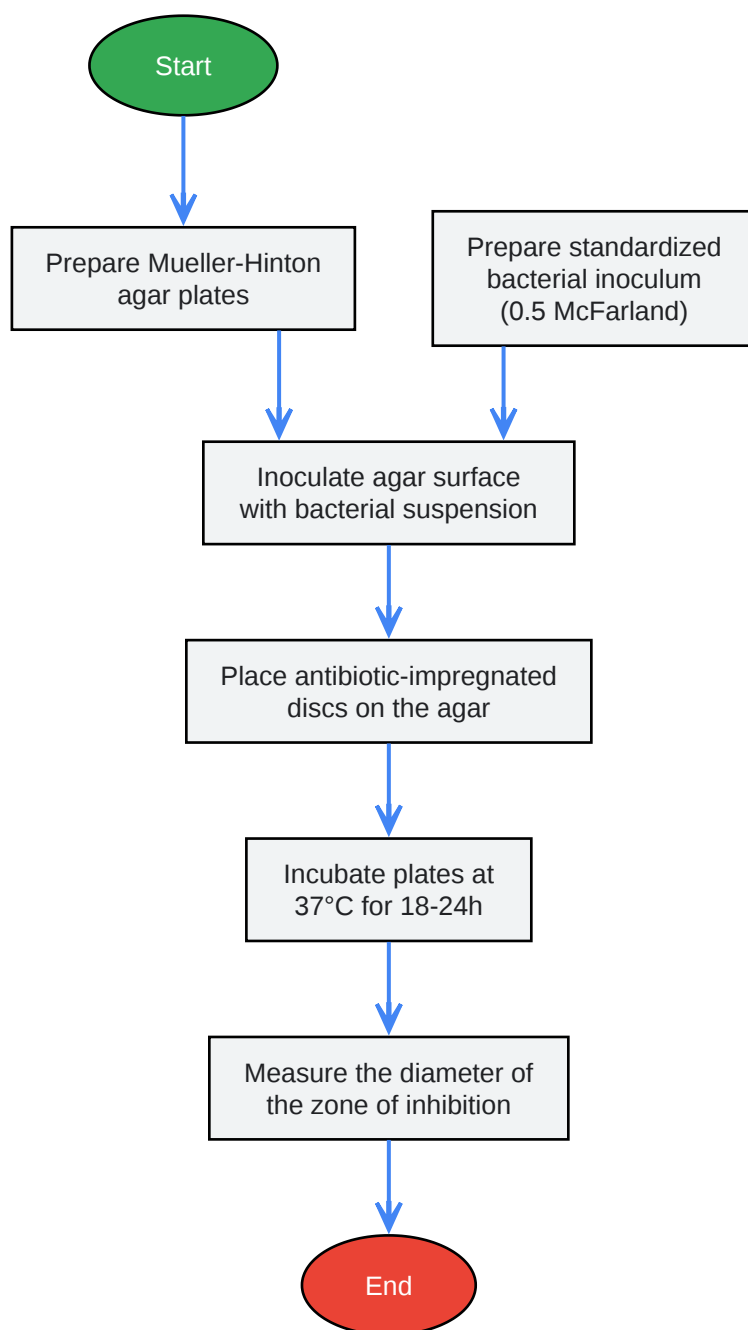 Start
Prepare Mueller-Hinton
agar plates
Prepare standardized
bacterial inoculum
(0.5 McFarland)
Inoculate agar surface
with bacterial suspension
Place antibiotic-impregnated
discs on the agar
Incubate plates at
37°C for 18-24h
Measure the diameter of
the zone of inhibition
End